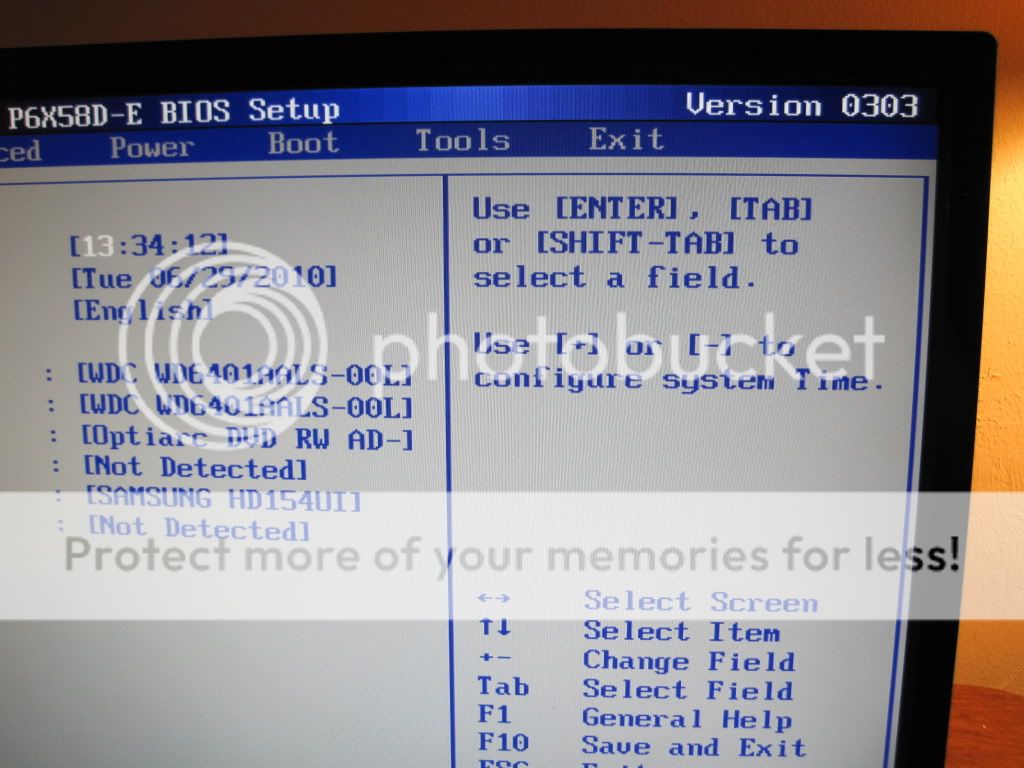 P6X58D-E BIOS Setup Version 0303
ced Power Boot Tools Exit
[13:34:12]
[Tue 06/29/2010]
[English]
: [WDC WD6401AALS-00L]
: [WDC WD6401AALS-00L]
: [Optiarc DVD RW AD-]
: [Not Detected]
: [SAMSUNG HD154UI]
: [Not Detected]
Use [ENTER], [TAB]
or [SHIFT-TAB] to
select a field.
Use [+] or [-] to
configure system Time.
photobucket
Protect more of your memories for less!
←→ Select Screen
↑↓ Select Item
+- Change Field
Tab Select Field
F1 General Help
F10 Save and Exit
ESC